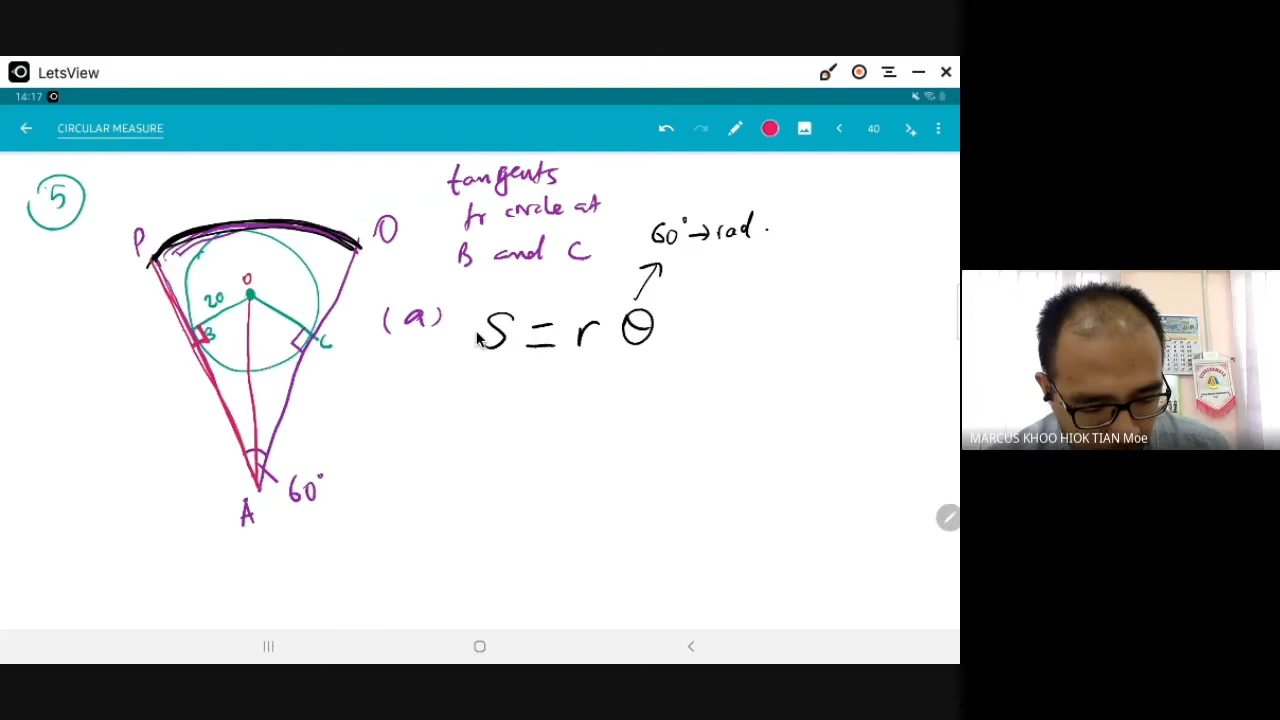 LetsView
14:17
CIRCULAR MEASURE
40
5
tangents
to circle at
B and C
60° → rad.
P
Q
O
20
B
C
(a) S = r θ
A
60°
MARCUS KHOO HIOK TIAN Moe